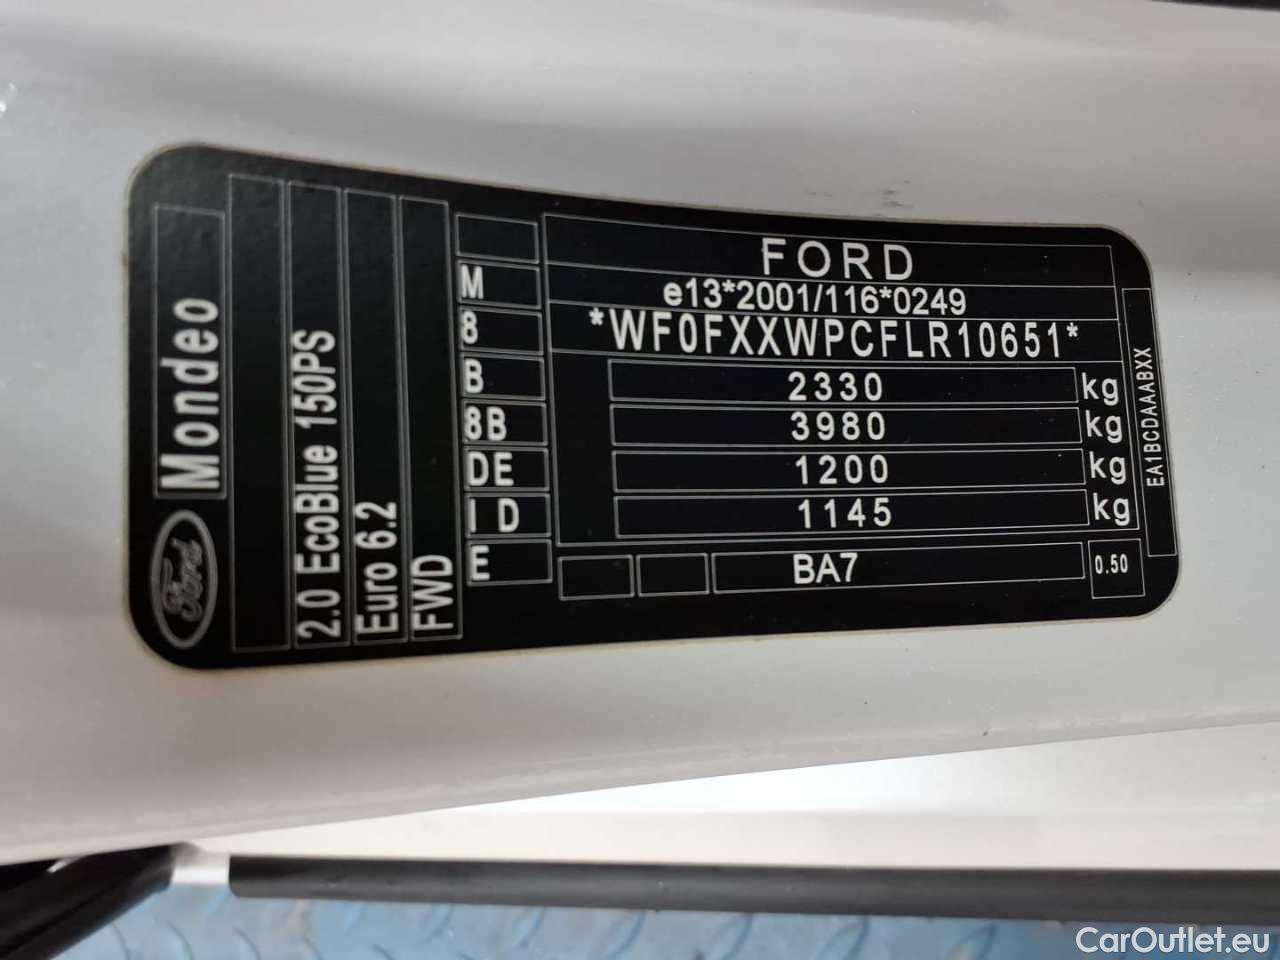 FORD
e13*2001/116*0249
*WF0FXXWPCFLR10651*
M
8
B 2330 kg
8B 3980 kg
DE 1200 kg
I D 1145 kg
E BA7 0.50
EA1BCDAAABXX
Ford Mondeo
2.0 EcoBlue 150PS
Euro 6.2
FWD
CarOutlet.eu